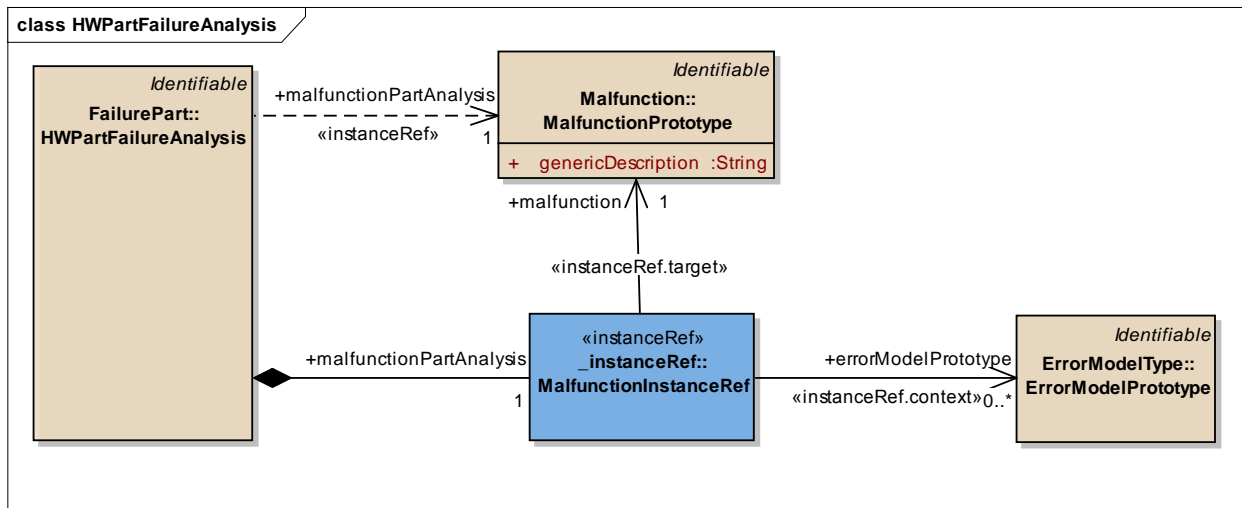 class HWPartFailureAnalysis
Identifiable
FailurePart::
HWPartFailureAnalysis
+malfunctionPartAnalysis
«instanceRef»
1
Identifiable
Malfunction::
MalfunctionPrototype
+ genericDescription :String
+malfunction
1
«instanceRef.target»
+malfunctionPartAnalysis
1
«instanceRef»
_instanceRef::
MalfunctionInstanceRef
+errorModelPrototype
«instanceRef.context»
0..*
Identifiable
ErrorModelType::
ErrorModelPrototype